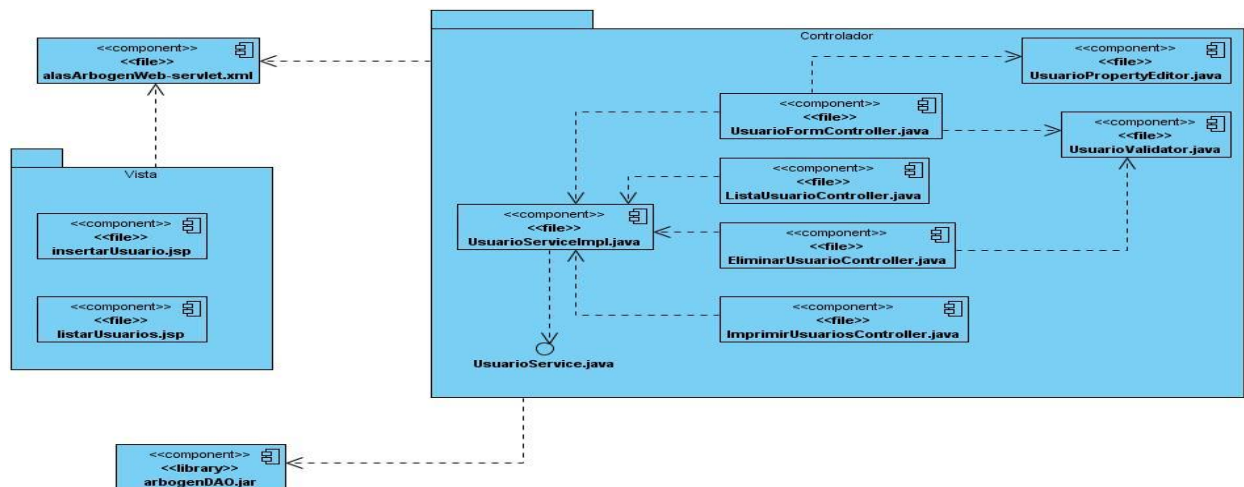 <<component>>
<<file>>
alasArbogenWeb-servlet.xml
Vista
<<component>>
<<file>>
insertarUsuario.jsp
<<component>>
<<file>>
listarUsuarios.jsp
Controlador
<<component>>
<<file>>
UsuarioPropertyEditor.java
<<component>>
<<file>>
UsuarioFormController.java
<<component>>
<<file>>
UsuarioValidator.java
<<component>>
<<file>>
ListaUsuarioController.java
<<component>>
<<file>>
UsuarioServiceImpl.java
<<component>>
<<file>>
EliminarUsuarioController.java
<<component>>
<<file>>
ImprimirUsuariosController.java
UsuarioService.java
<<component>>
<<library>>
arbogenDAO.jar